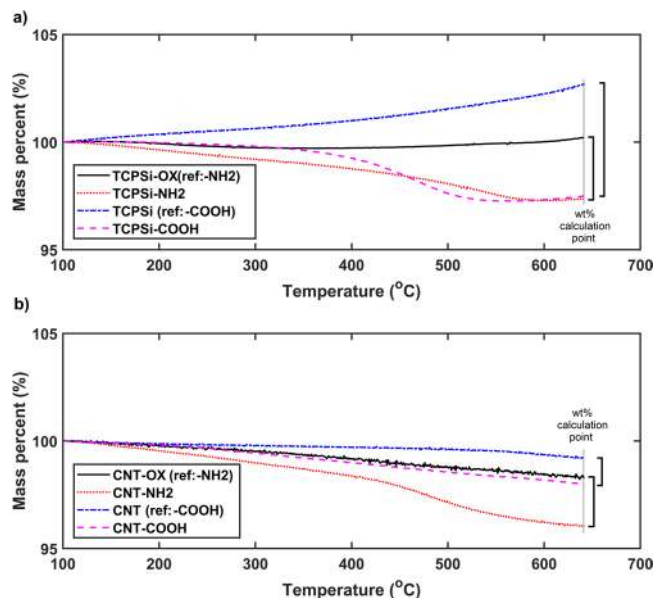 a)
105
100
95
Mass percent (%)
TCPSi-OX(ref:-NH2)
TCPSi-NH2
TCPSi (ref:-COOH)
TCPSi-COOH
wt%
calculation
point
100 200 300 400 500 600 700
Temperature (°C)
b)
105
100
95
Mass percent (%)
wt%
calculation
point
CNT-OX (ref:-NH2)
CNT-NH2
CNT (ref:-COOH)
CNT-COOH
100 200 300 400 500 600 700
Temperature (°C)